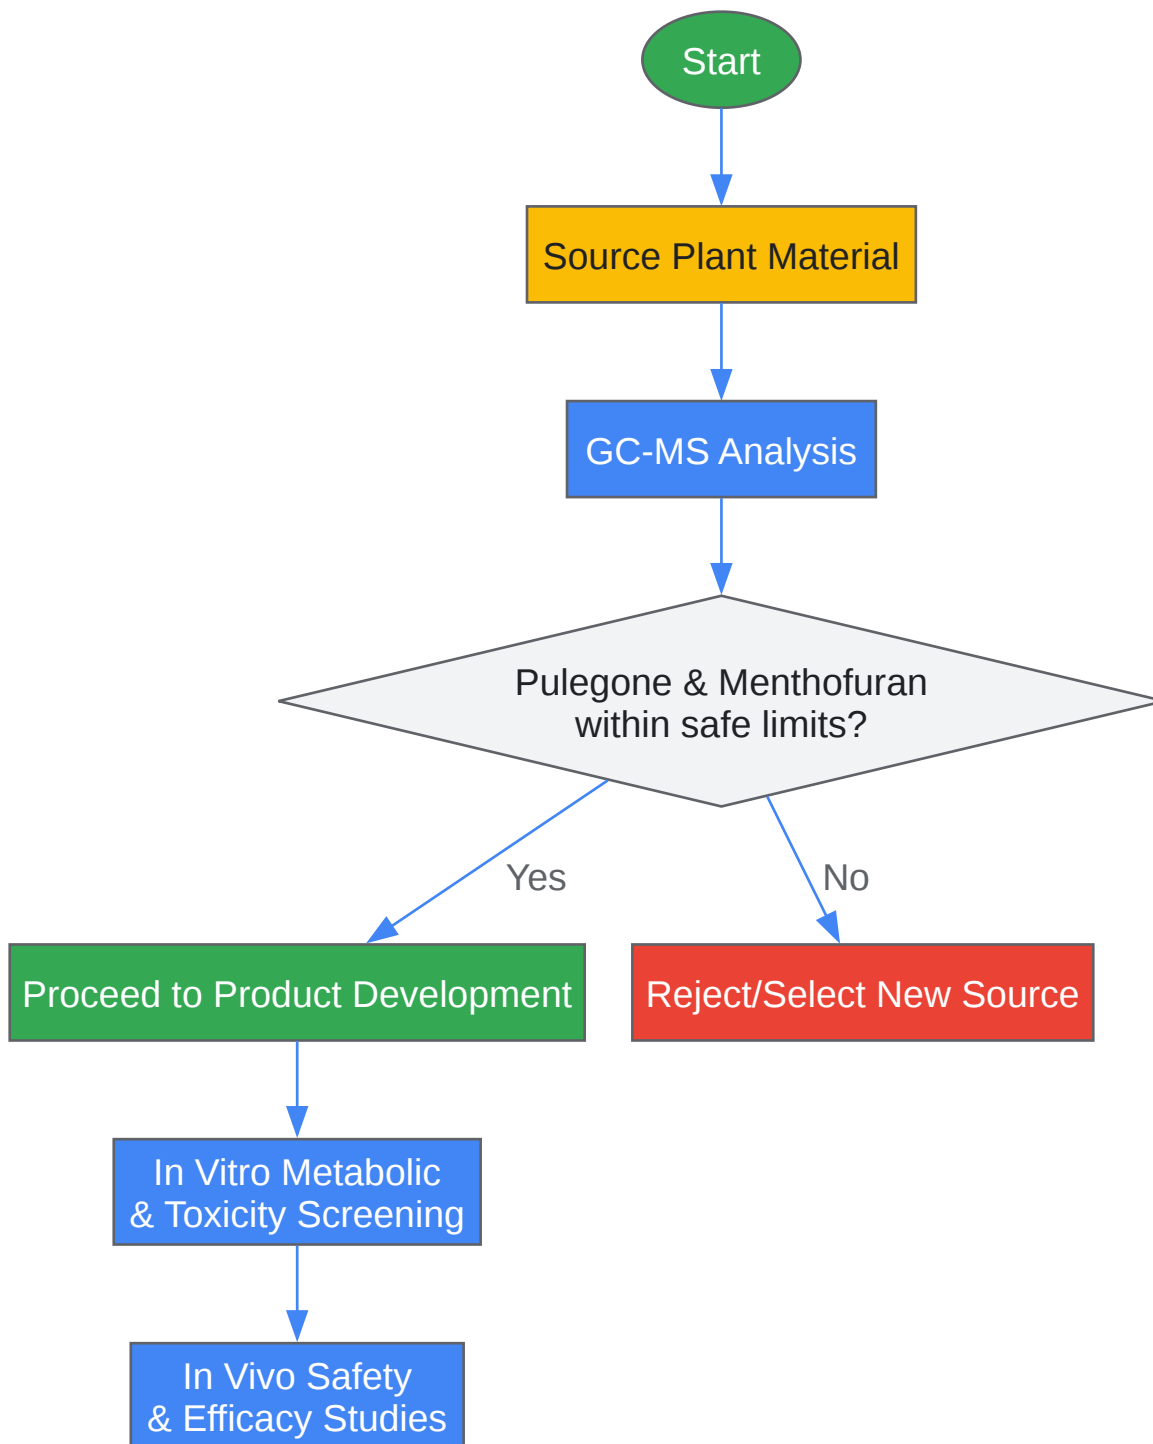 Start
Source Plant Material
GC-MS Analysis
Pulegone & Menthofuran
within safe limits?
Yes
No
Proceed to Product Development
Reject/Select New Source
In Vitro Metabolic
& Toxicity Screening
In Vivo Safety
& Efficacy Studies